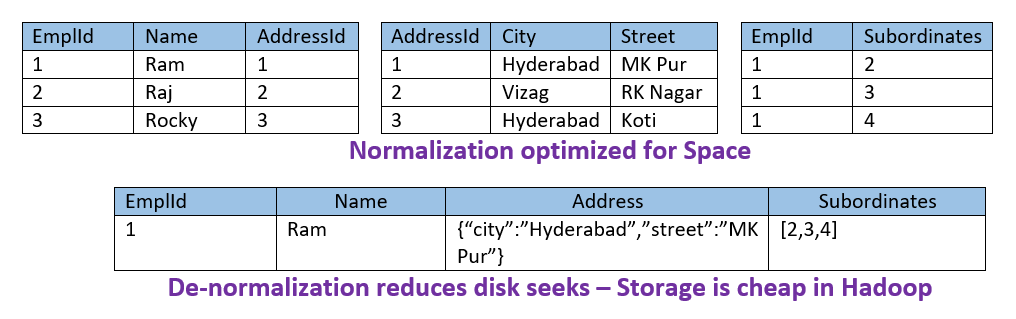 EmplId Name AddressId AddressId City Street EmplId Subordinates
1 Ram 1 1 Hyderabad MK Pur 1 2
2 Raj 2 2 Vizag RK Nagar 1 3
3 Rocky 3 3 Hyderabad Koti 1 4
Normalization optimized for Space
EmplId Name Address Subordinates
1 Ram {“city”:”Hyderabad”,”street”:”MK [2,3,4]
Pur”}
De-normalization reduces disk seeks – Storage is cheap in Hadoop